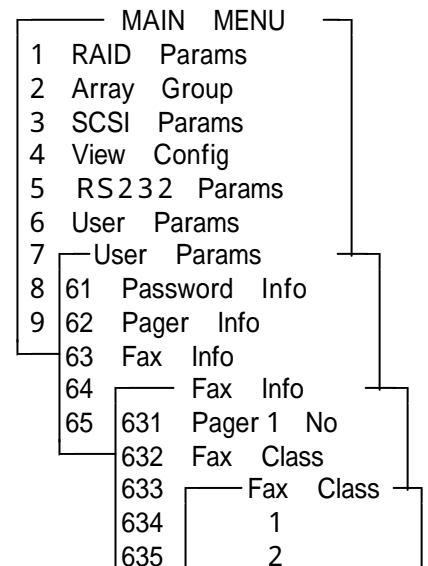 MAIN MENU
1 RAID Params
2 Array Group
3 SCSI Params
4 View Config
5 RS232 Params
6 User Params
7 User Params
8 61 Password Info
9 62 Pager Info
63 Fax Info
64 Fax Info
65 631 Pager 1 No
632 Fax Class
633 Fax Class
634 1
635 2